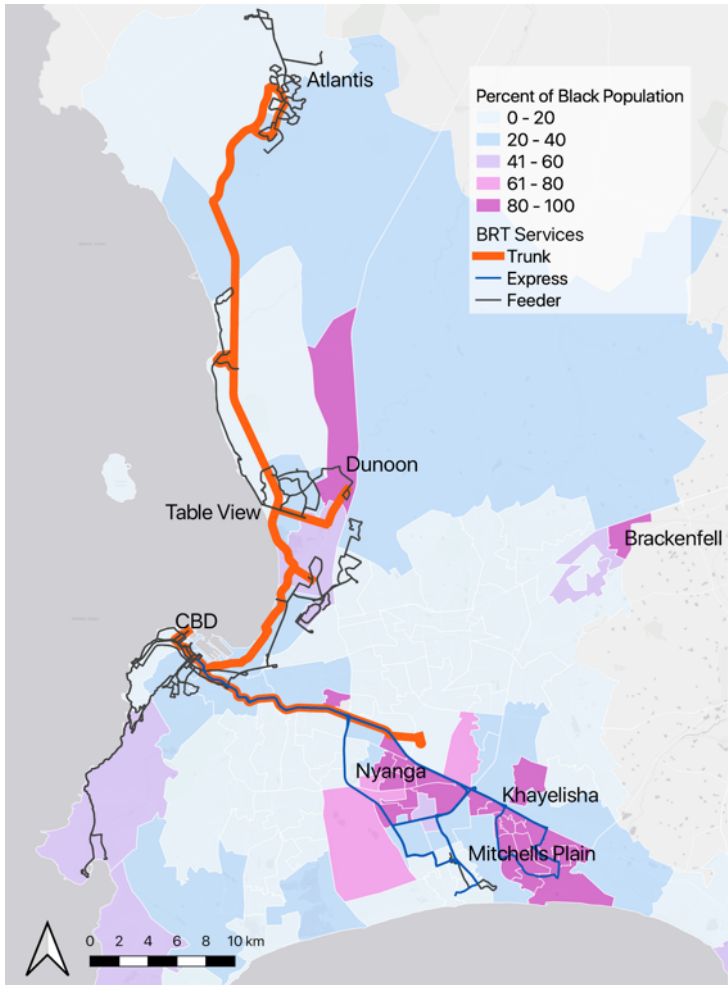 Atlantis
Percent of Black Population
0 - 20
20 - 40
41 - 60
61 - 80
80 - 100
BRT Services
Trunk
Express
Feeder
Dunoon
Table View
Brackenfell
CBD
Nyanga
Khayelisha
Mitchells Plain
0 2 4 6 8 10 km